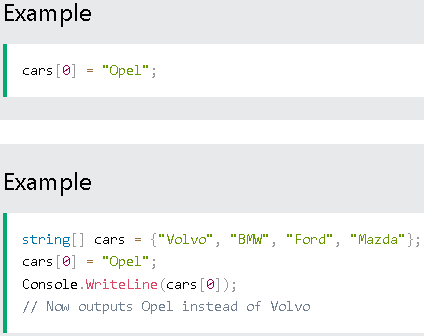 Example
cars[0] = "Opel";
Example
string[] cars = {"Volvo", "BMW", "Ford", "Mazda"};
cars[0] = "Opel";
Console.WriteLine(cars[0]);
// Now outputs Opel instead of Volvo